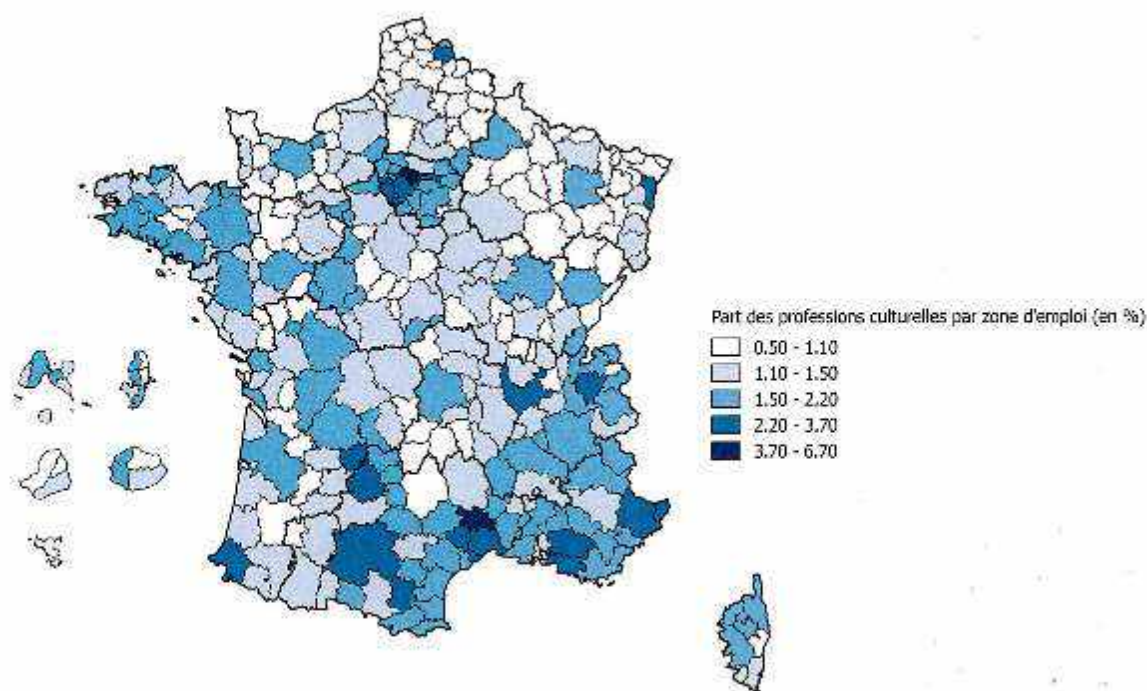 Part des professions culturelles par zone d'emploi (en %)
0.50 - 1.10
1.10 - 1.50
1.50 - 2.20
2.20 - 3.70
3.70 - 6.70